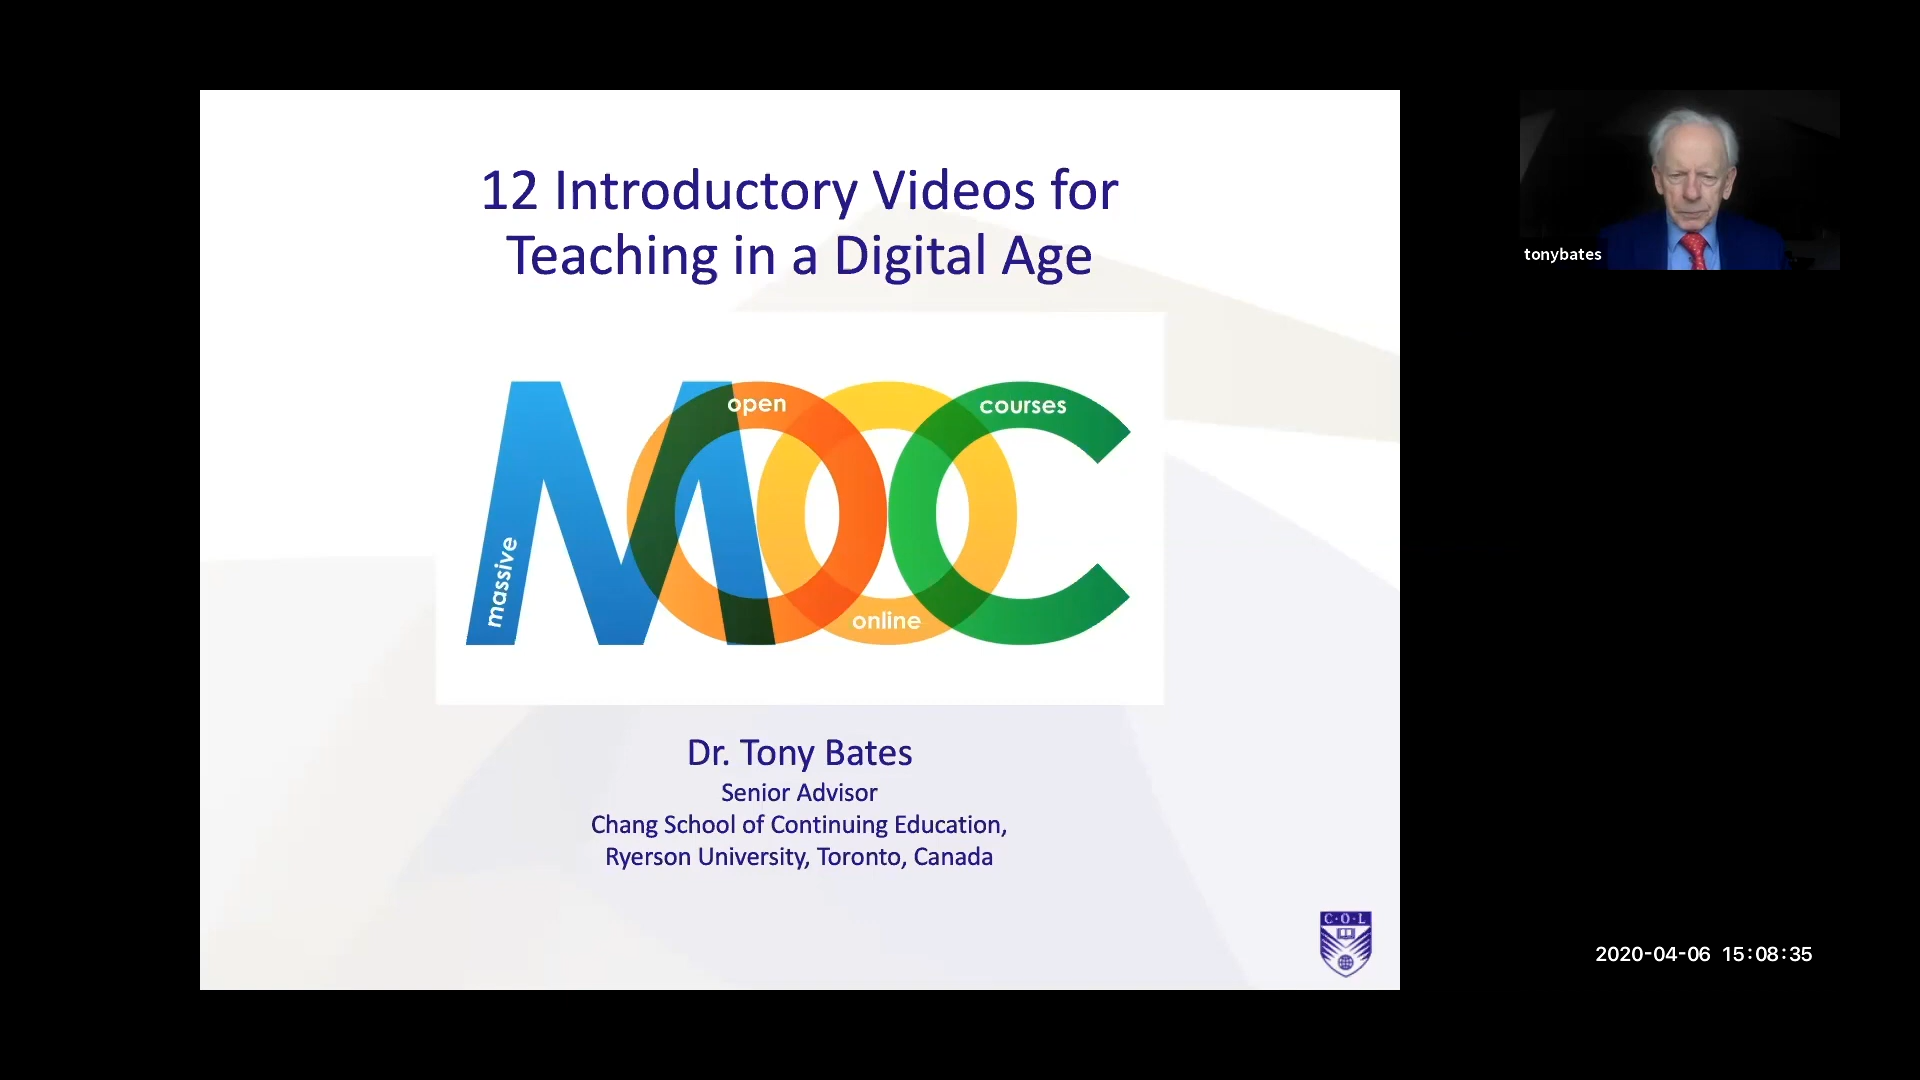 12 Introductory Videos for
Teaching in a Digital Age
massive
open
online
courses
Dr. Tony Bates
Senior Advisor
Chang School of Continuing Education,
Ryerson University, Toronto, Canada
C·O·L
tonybates
2020-04-06 15:08:35